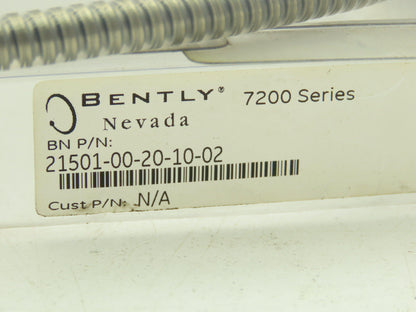 BENTLY® 7200 Series
Nevada
BN P/N:
21501-00-20-10-02
Cust P/N: N/A